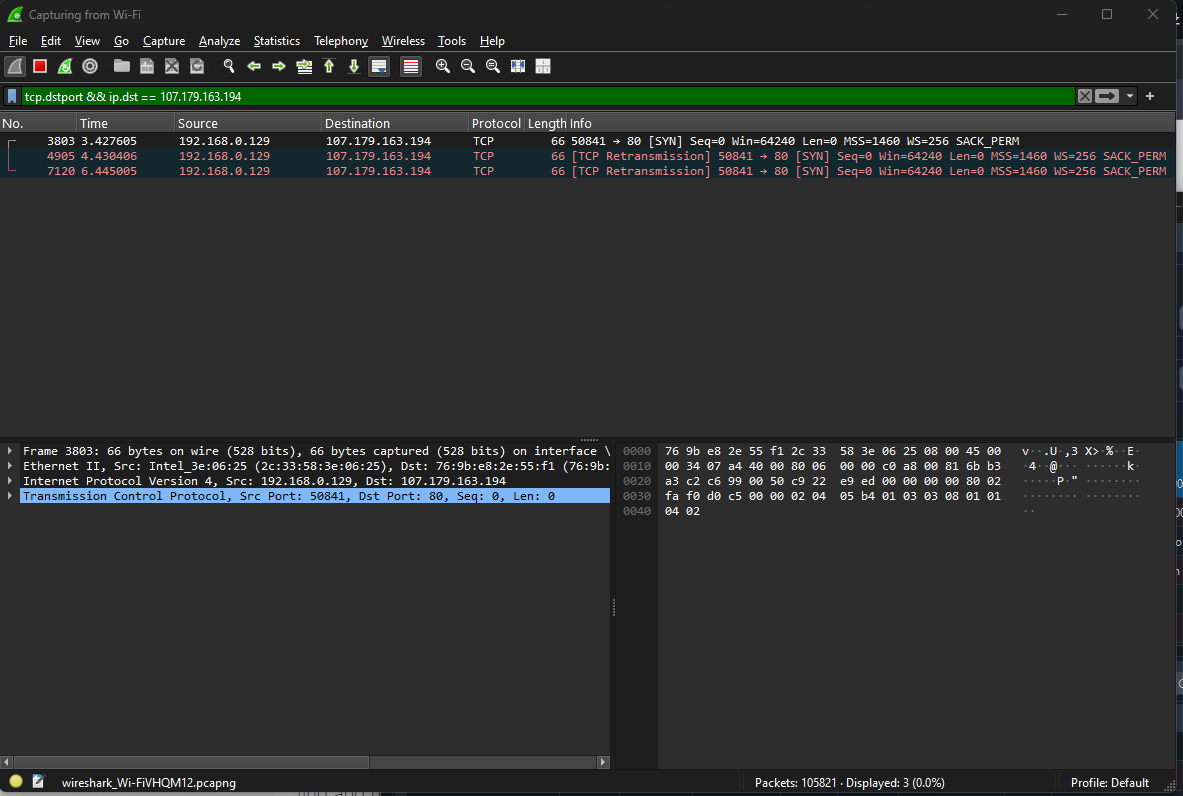 Capturing from Wi-Fi
File Edit View Go Capture Analyze Statistics Telephony Wireless Tools Help
tcp.dstport && ip.dst == 107.179.163.194
No. Time Source Destination Protocol Length Info
3803 3.427605 192.168.0.129 107.179.163.194 TCP 66 50841 → 80 [SYN] Seq=0 Win=64240 Len=0 MSS=1460 WS=256 SACK_PERM
4905 4.430406 192.168.0.129 107.179.163.194 TCP 66 [TCP Retransmission] 50841 → 80 [SYN] Seq=0 Win=64240 Len=0 MSS=1460 WS=256 SACK_PERM
7120 6.445005 192.168.0.129 107.179.163.194 TCP 66 [TCP Retransmission] 50841 → 80 [SYN] Seq=0 Win=64240 Len=0 MSS=1460 WS=256 SACK_PERM
Frame 3803: 66 bytes on wire (528 bits), 66 bytes captured (528 bits) on interface \
Ethernet II, Src: Intel_3e:06:25 (2c:33:58:3e:06:25), Dst: 76:9b:e8:2e:55:f1 (76:9b:
Internet Protocol Version 4, Src: 192.168.0.129, Dst: 107.179.163.194
Transmission Control Protocol, Src Port: 50841, Dst Port: 80, Seq: 0, Len: 0
0000 76 9b e8 2e 55 f1 2c 33 58 3e 06 25 08 00 45 00 v··.U·,3 X>·%··E·
0010 00 34 07 a4 40 00 80 06 00 00 c0 a8 00 81 6b b3 ·4··@··· ······k·
0020 a3 c2 c6 99 00 50 c9 22 e9 ed 00 00 00 00 80 02 ·····P·" ········
0030 fa f0 d0 c5 00 00 02 04 05 b4 01 03 03 08 01 01 ········ ········
0040 04 02 ··
wireshark_Wi-FiVHQM12.pcapng
Packets: 105821 · Displayed: 3 (0.0%)
Profile: Default